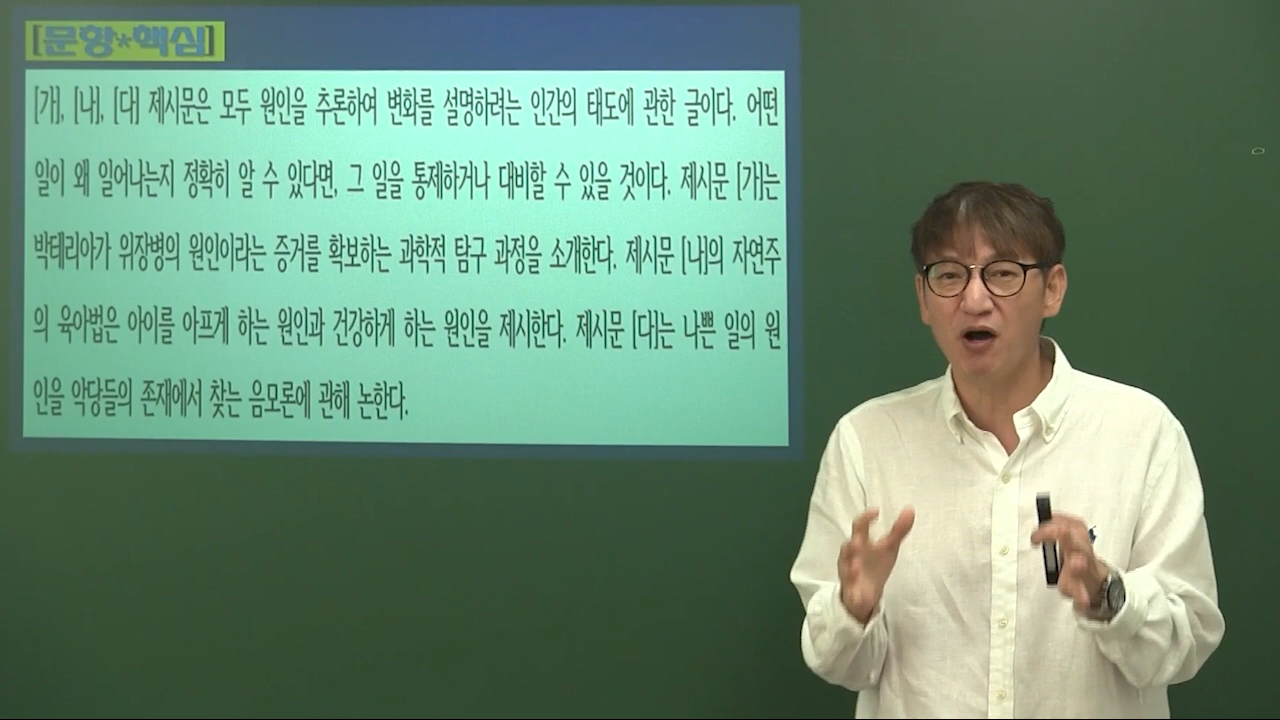 [문항*핵심]
[가], [나], [다] 제시문은 모두 원인을 추론하여 변화를 설명하려는 인간의 태도에 관한 글이다. 어떤
일이 왜 일어나는지 정확히 알 수 있다면, 그 일을 통제하거나 대비할 수 있을 것이다. 제시문 [가]는
박테리아가 위장병의 원인이라는 증거를 확보하는 과학적 탐구 과정을 소개한다. 제시문 [나]의 자연주
의 육아법은 아이를 아프게 하는 원인과 건강하게 하는 원인을 제시한다. 제시문 [다]는 나쁜 일의 원
인을 악당들의 존재에서 찾는 음모론에 관해 논한다.